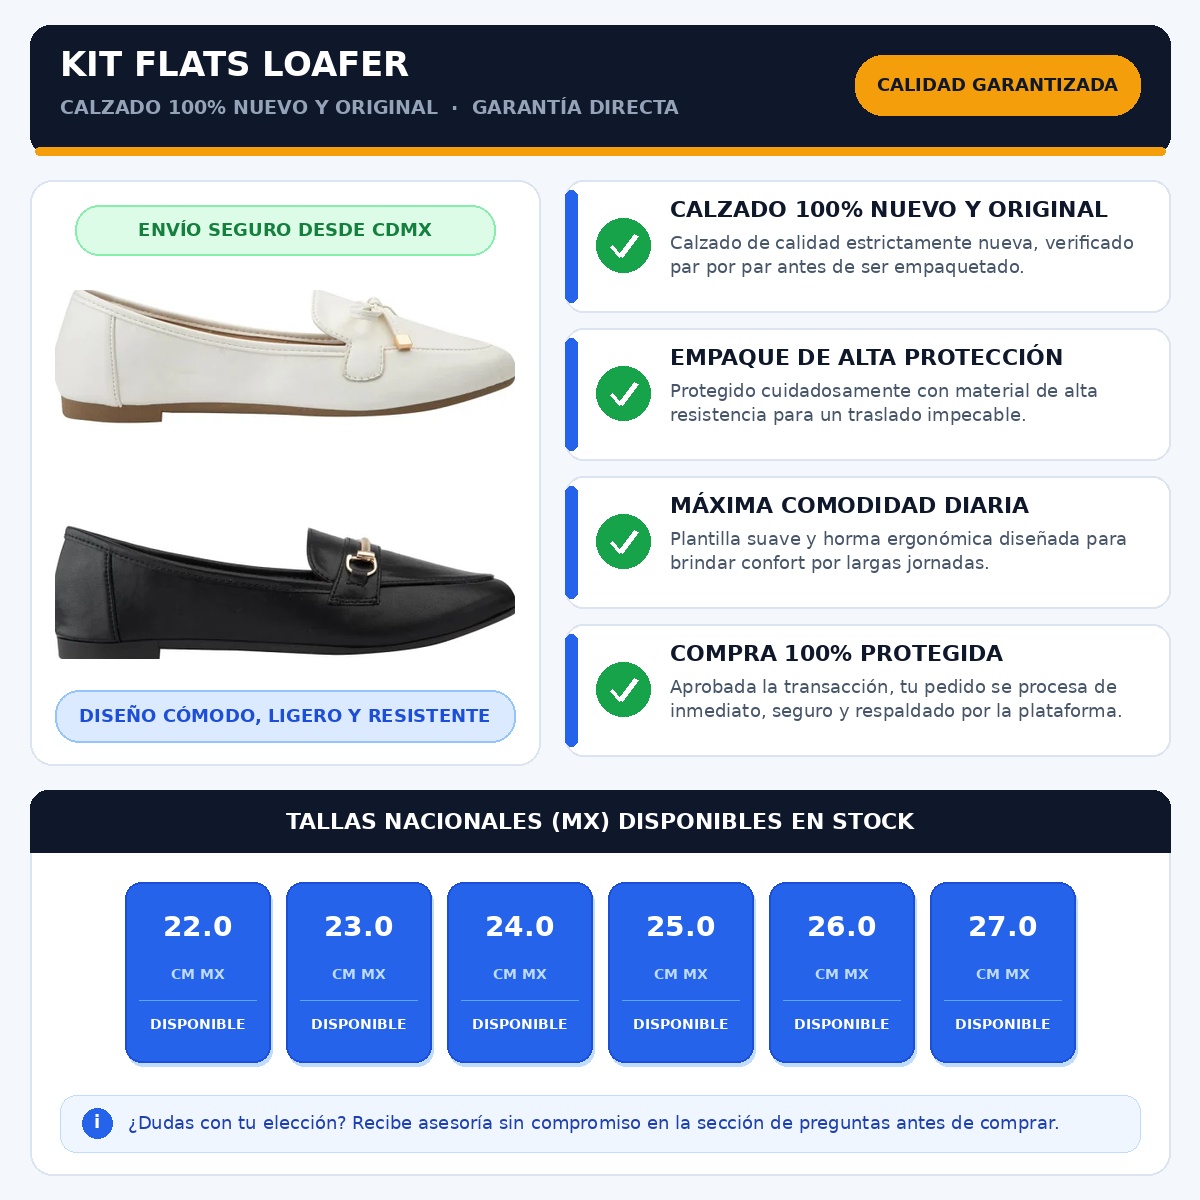 KIT FLATS LOAFER
CALZADO 100% NUEVO Y ORIGINAL · GARANTÍA DIRECTA
CALIDAD GARANTIZADA
ENVÍO SEGURO DESDE CDMX
DISEÑO CÓMODO, LIGERO Y RESISTENTE
CALZADO 100% NUEVO Y ORIGINAL
Calzado de calidad estrictamente nueva, verificado
par por par antes de ser empaquetado.
EMPAQUE DE ALTA PROTECCIÓN
Protegido cuidadosamente con material de alta
resistencia para un traslado impecable.
MÁXIMA COMODIDAD DIARIA
Plantilla suave y horma ergonómica diseñada para
brindar confort por largas jornadas.
COMPRA 100% PROTEGIDA
Aprobada la transacción, tu pedido se procesa de
inmediato, seguro y respaldado por la plataforma.
TALLAS NACIONALES (MX) DISPONIBLES EN STOCK
22.0
CM MX
DISPONIBLE
23.0
CM MX
DISPONIBLE
24.0
CM MX
DISPONIBLE
25.0
CM MX
DISPONIBLE
26.0
CM MX
DISPONIBLE
27.0
CM MX
DISPONIBLE
i
¿Dudas con tu elección? Recibe asesoría sin compromiso en la sección de preguntas antes de comprar.